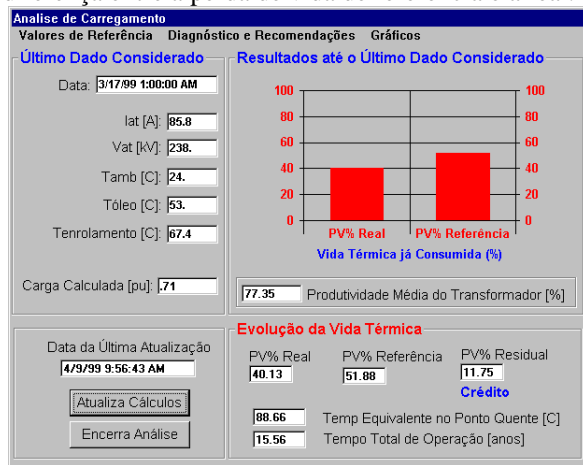 Analise de Carregamento
Valores de Referência Diagnóstico e Recomendações Gráficos
Último Dado Considerado
Data: 3/17/99 1:00:00 AM
Iat [A]: 85.8
Vat [kV]: 238.
Tamb [C]: 24.
Tóleo [C]: 53.
Tenrolamento [C]: 67.4
Carga Calculada [pu]: .71
Resultados até o Último Dado Considerado
100 100
80 80
60 60
40 40
20 20
0 0
PV% Real PV% Referência
Vida Térmica já Consumida (%)
77.35 Produtividade Média do Transformador [%]
Data da Última Atualização
4/9/99 9:56:43 AM
Atualiza Cálculos
Encerra Análise
Evolução da Vida Térmica
PV% Real PV% Referência PV% Residual
40.13 51.88 11.75
Crédito
88.66 Temp Equivalente no Ponto Quente [C]
15.56 Tempo Total de Operação [anos]